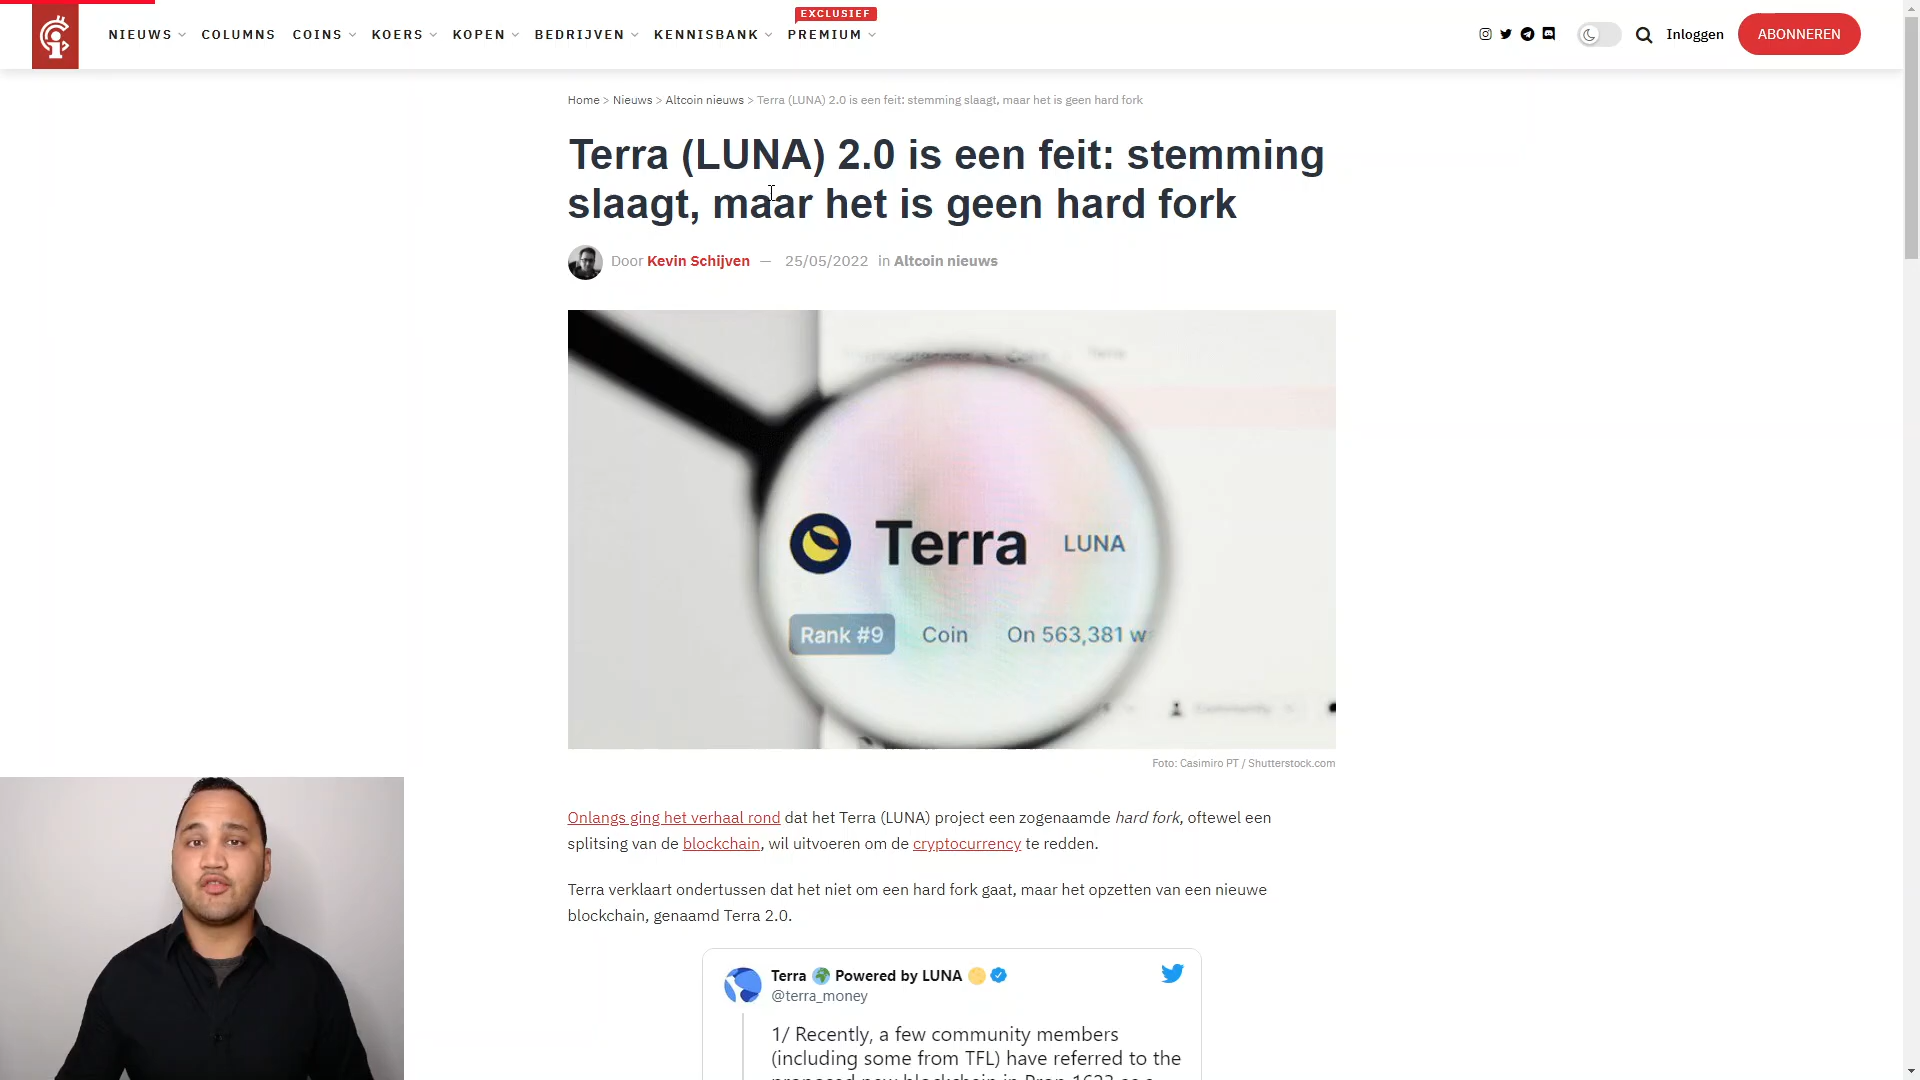 EXCLUSIEF
NIEUWS COLUMNS COINS KOERS KOPEN BEDRIJVEN KENNISBANK PREMIUM Inloggen ABONNEREN
Home > Nieuws > Altcoin nieuws > Terra (LUNA) 2.0 is een feit: stemming slaagt, maar het is geen hard fork
Terra (LUNA) 2.0 is een feit: stemming
slaagt, maar het is geen hard fork
Door Kevin Schijven — 25/05/2022 in Altcoin nieuws
Terra
Terra LUNA
Rank #9 Coin On 563,381
Community
Foto: Casimiro PT / Shutterstock.com
Onlangs ging het verhaal rond dat het Terra (LUNA) project een zogenaamde hard fork, oftewel een
splitsing van de blockchain, wil uitvoeren om de cryptocurrency te redden.
Terra verklaart ondertussen dat het niet om een hard fork gaat, maar het opzetten van een nieuwe
blockchain, genaamd Terra 2.0.
Terra 🌍 Powered by LUNA 🌕
@terra_money
1/ Recently, a few community members
(including some from TFL) have referred to the
proposed new blockchain in Prop 1623 as a